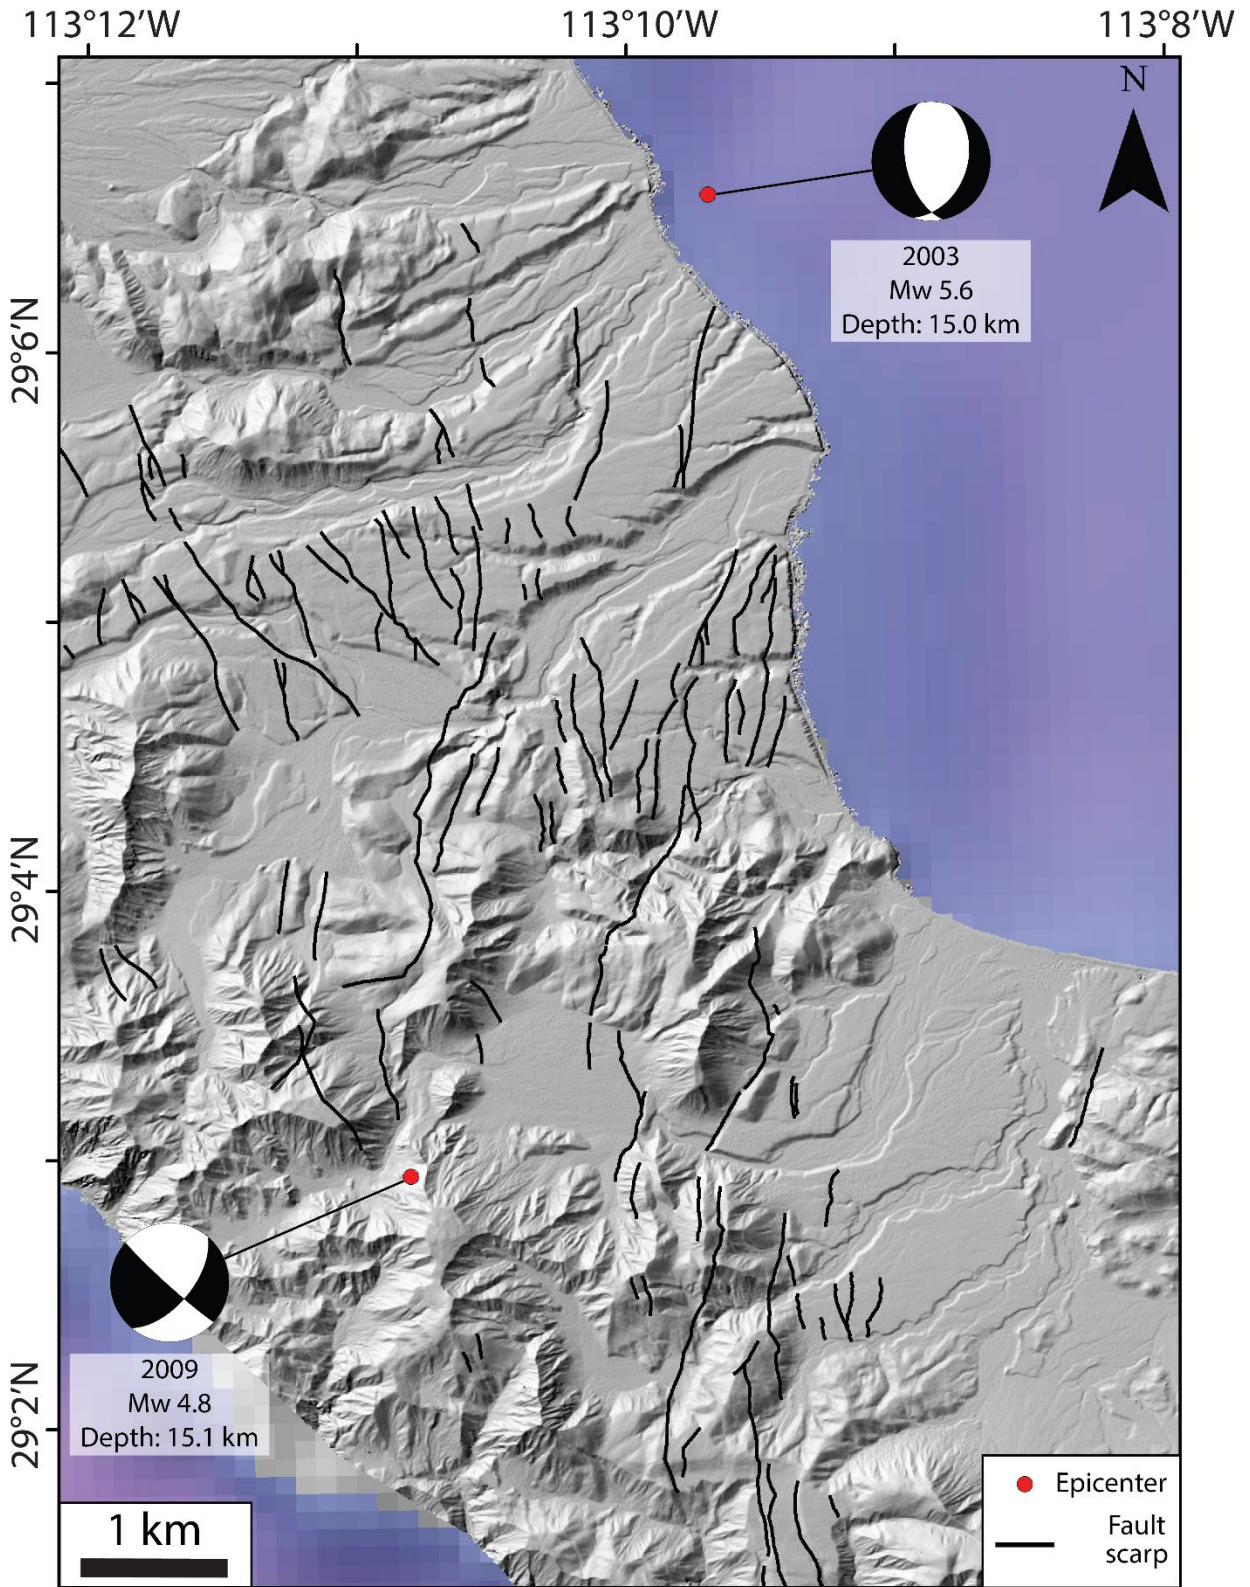 113°12'W
113°10'W
113°8'W
N
2003
Mw 5.6
Depth: 15.0 km
29°6'N
29°4'N
29°2'N
2009
Mw 4.8
Depth: 15.1 km
1 km
Epicenter
Fault
scarp